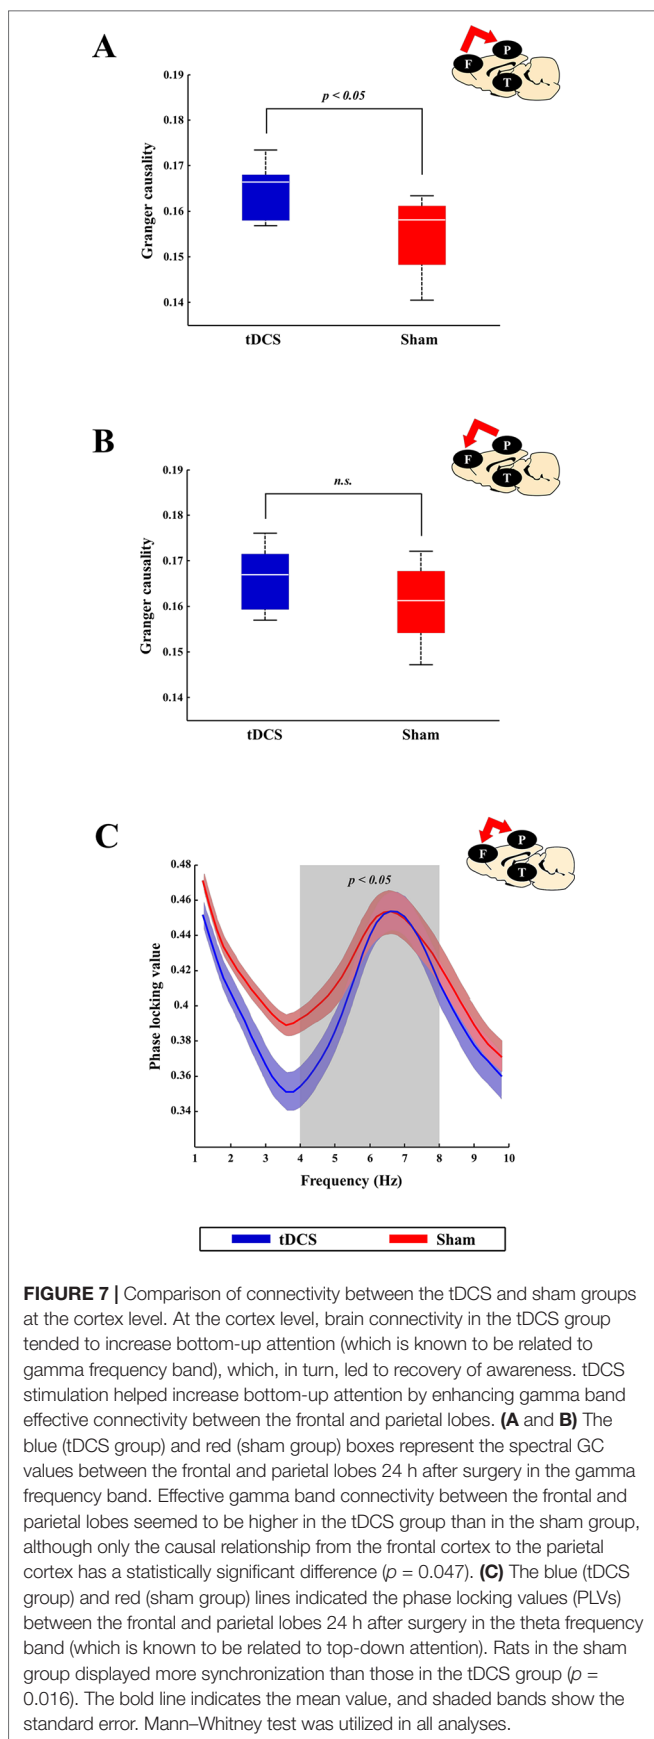 A
F
P
T
p < 0.05
0.19
0.18
0.17
0.16
0.15
0.14
Granger causality
tDCS
Sham
B
F
P
T
n.s.
0.19
0.18
0.17
0.16
0.15
0.14
Granger causality
tDCS
Sham
C
F
P
T
p < 0.05
0.48
0.46
0.44
0.42
0.4
0.38
0.36
0.34
Phase locking value
1 2 3 4 5 6 7 8 9 10
Frequency (Hz)
tDCS Sham
FIGURE 7 | Comparison of connectivity between the tDCS and sham groups
at the cortex level. At the cortex level, brain connectivity in the tDCS group
tended to increase bottom-up attention (which is known to be related to
gamma frequency band), which, in turn, led to recovery of awareness. tDCS
stimulation helped increase bottom-up attention by enhancing gamma band
effective connectivity between the frontal and parietal lobes. (A and B) The
blue (tDCS group) and red (sham group) boxes represent the spectral GC
values between the frontal and parietal lobes 24 h after surgery in the gamma
frequency band. Effective gamma band connectivity between the frontal and
parietal lobes seemed to be higher in the tDCS group than in the sham group,
although only the causal relationship from the frontal cortex to the parietal
cortex has a statistically significant difference (p = 0.047). (C) The blue (tDCS
group) and red (sham group) lines indicated the phase locking values (PLVs)
between the frontal and parietal lobes 24 h after surgery in the theta frequency
band (which is known to be related to top-down attention). Rats in the sham
group displayed more synchronization than those in the tDCS group (p =
0.016). The bold line indicates the mean value, and shaded bands show the
standard error. Mann–Whitney test was utilized in all analyses.